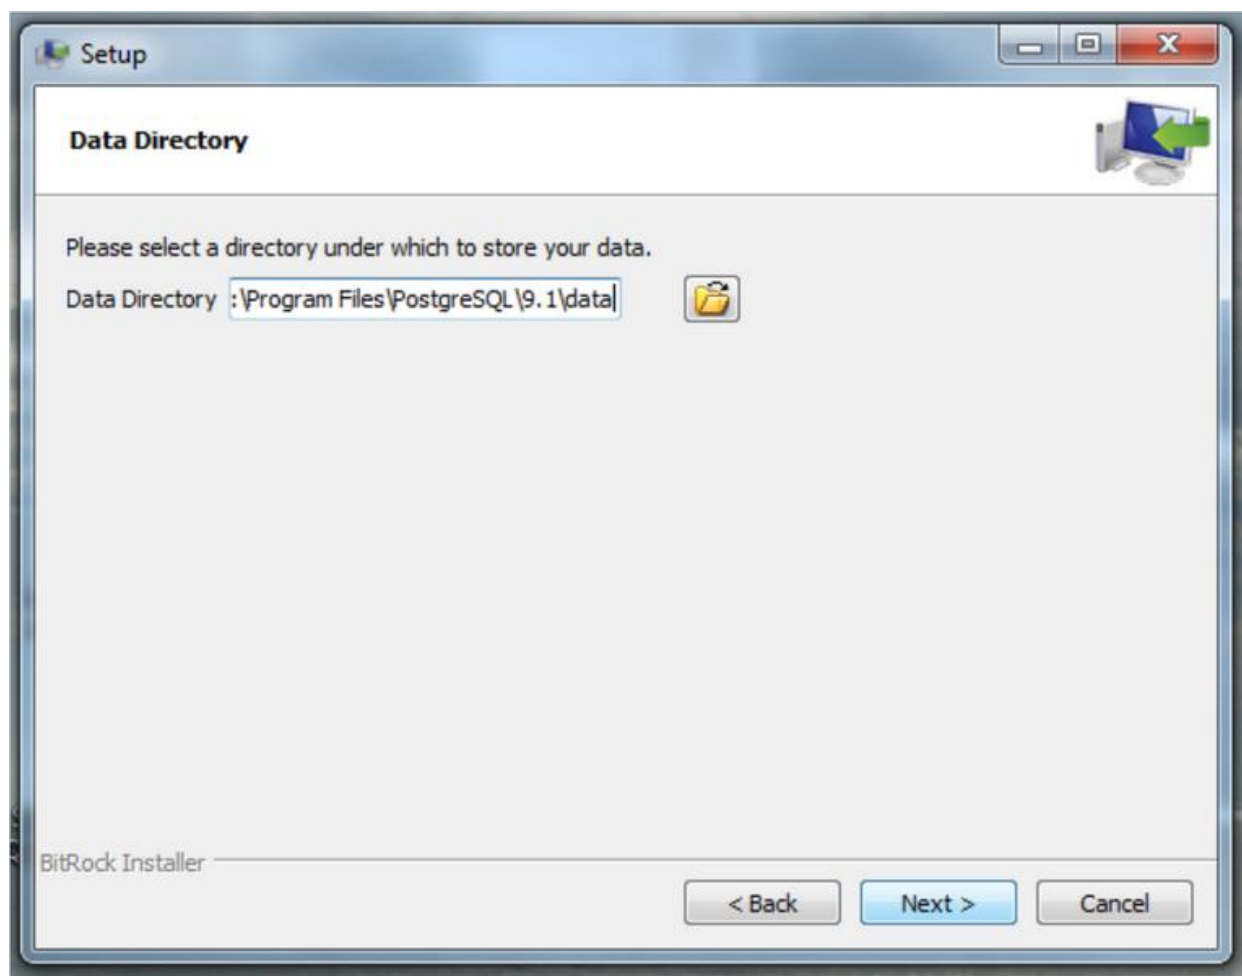 Setup
Data Directory
Please select a directory under which to store your data.
Data Directory :\Program Files\PostgreSQL\9.1\data
BitRock Installer
< Back Next > Cancel